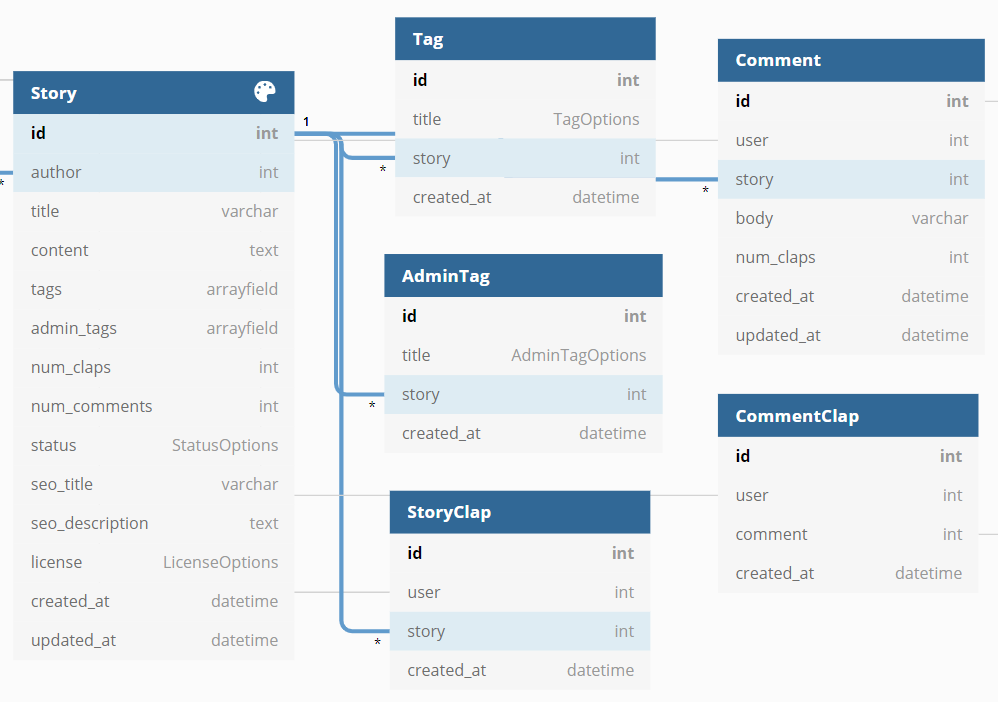 Story
id int
author int
title varchar
content text
tags arrayfield
admin_tags arrayfield
num_claps int
num_comments int
status StatusOptions
seo_title varchar
seo_description text
license LicenseOptions
created_at datetime
updated_at datetime
*
1
Tag
id int
title TagOptions
story int
created_at datetime
*
AdminTag
id int
title AdminTagOptions
story int
created_at datetime
*
StoryClap
id int
user int
story int
created_at datetime
*
Comment
id int
user int
story int
body varchar
num_claps int
created_at datetime
updated_at datetime
*
CommentClap
id int
user int
comment int
created_at datetime